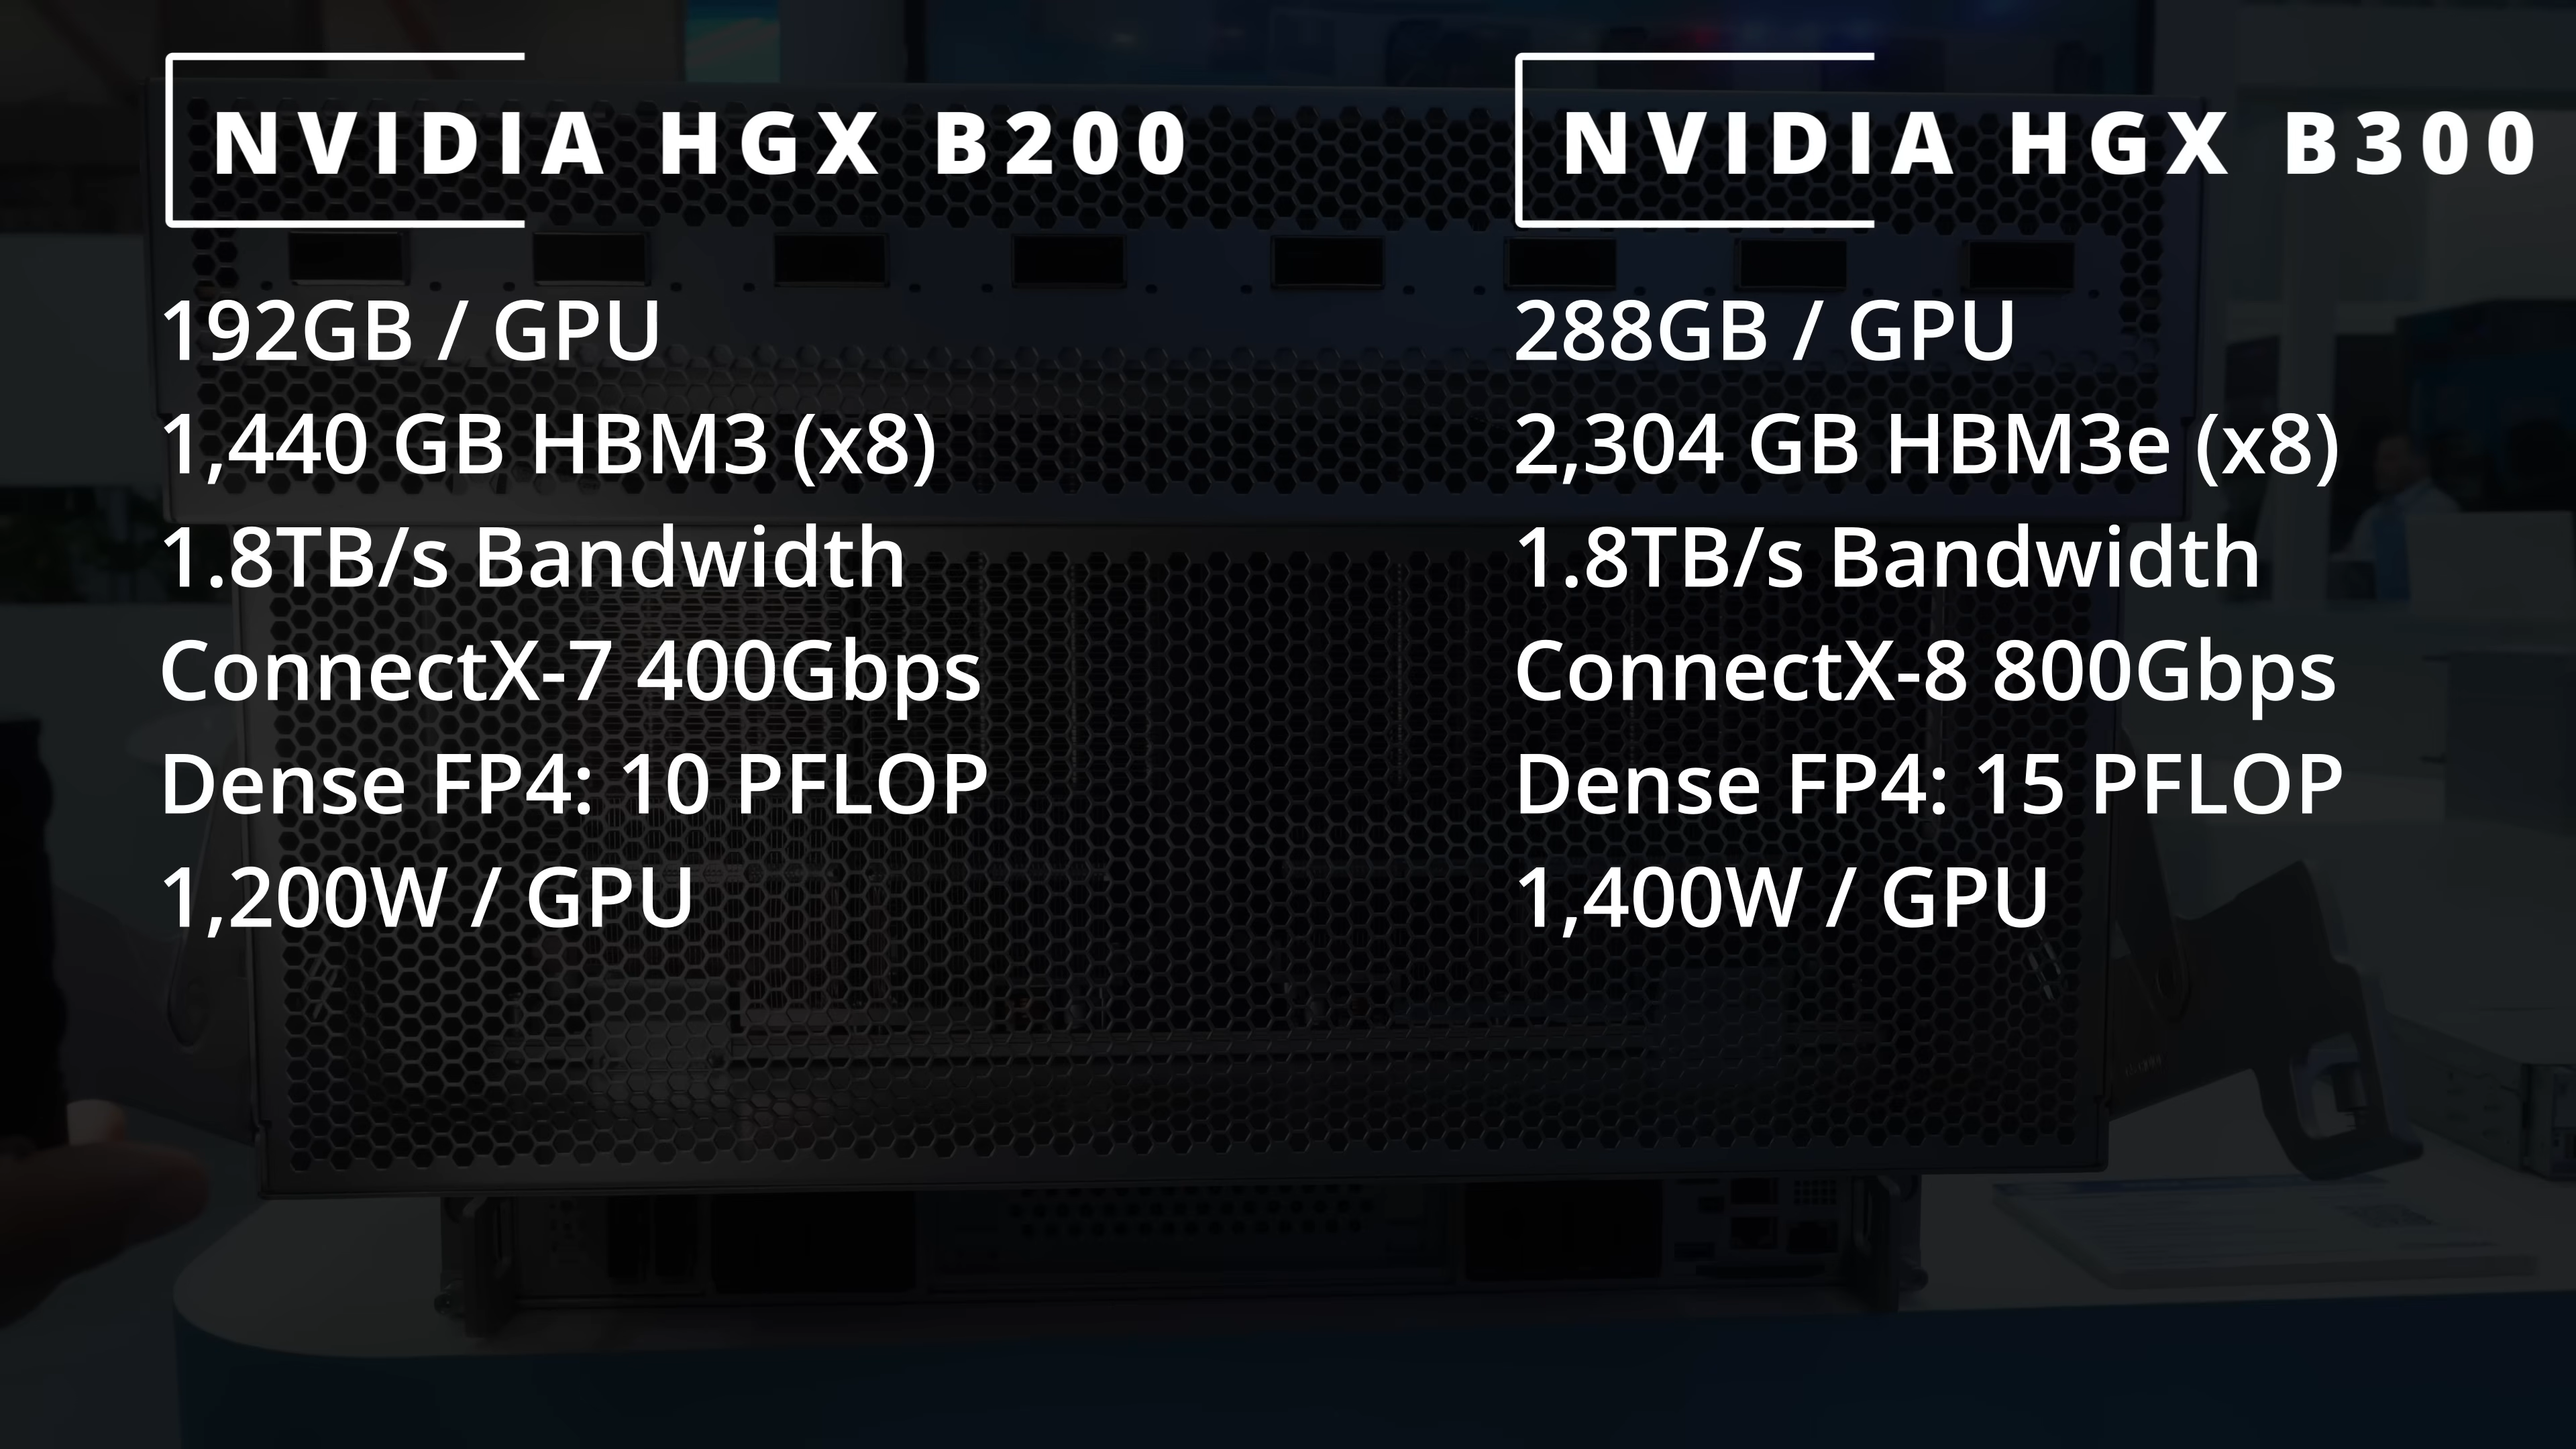 NVIDIA HGX B200
192GB / GPU
1,440 GB HBM3 (x8)
1.8TB/s Bandwidth
ConnectX-7 400Gbps
Dense FP4: 10 PFLOP
1,200W / GPU
NVIDIA HGX B300
288GB / GPU
2,304 GB HBM3e (x8)
1.8TB/s Bandwidth
ConnectX-8 800Gbps
Dense FP4: 15 PFLOP
1,400W / GPU